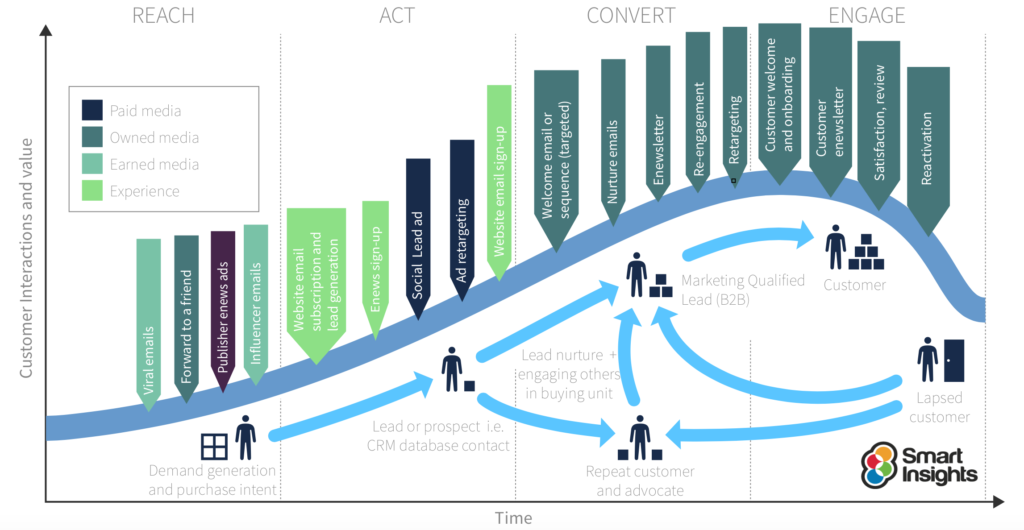 REACH
ACT
CONVERT
ENGAGE
Customer Interactions and value
Paid media
Owned media
Earned media
Experience
Viral emails
Forward to a friend
Publisher enews ads
Influencer emails
Website email
subscription and
lead generation
Enews sign-up
Social Lead ad
Ad retargeting
Website email sign-up
Welcome email or
sequence (targeted)
Nurture emails
Enewsletter
Re-engagement
Retargeting
Customer welcome
and onboarding
Customer
enewsletter
Satisfaction, review
Reactivation
Demand generation
and purchase intent
Lead or prospect i.e.
CRM database contact
Lead nurture +
engaging others
in buying unit
Marketing Qualified
Lead (B2B)
Customer
Repeat customer
and advocate
Lapsed
customer
Smart
Insights
Time